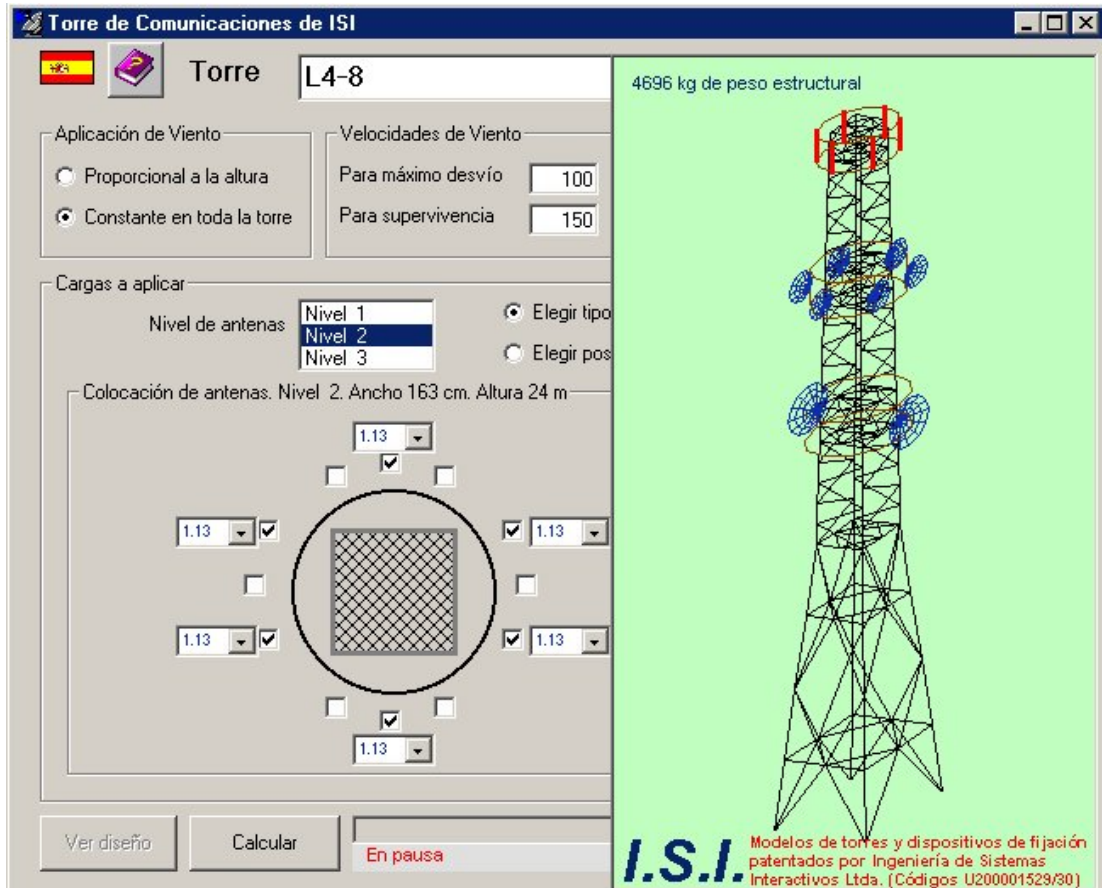 Torre de Comunicaciones de ISI
Torre
L4-8
Aplicación de Viento
Proporcional a la altura
Constante en toda la torre
Velocidades de Viento
Para máximo desvío
100
Para supervivencia
150
Cargas a aplicar
Nivel de antenas
Nivel 1
Nivel 2
Nivel 3
Elegir tipo
Elegir pos
Colocación de antenas. Nivel 2. Ancho 163 cm. Altura 24 m
1.13
1.13
1.13
1.13
1.13
1.13
Ver diseño
Calcular
En pausa
4696 kg de peso estructural
I.S.I.
Modelos de torres y dispositivos de fijación
patentados por Ingeniería de Sistemas
Interactivos Ltda. (Códigos U200001529/30)